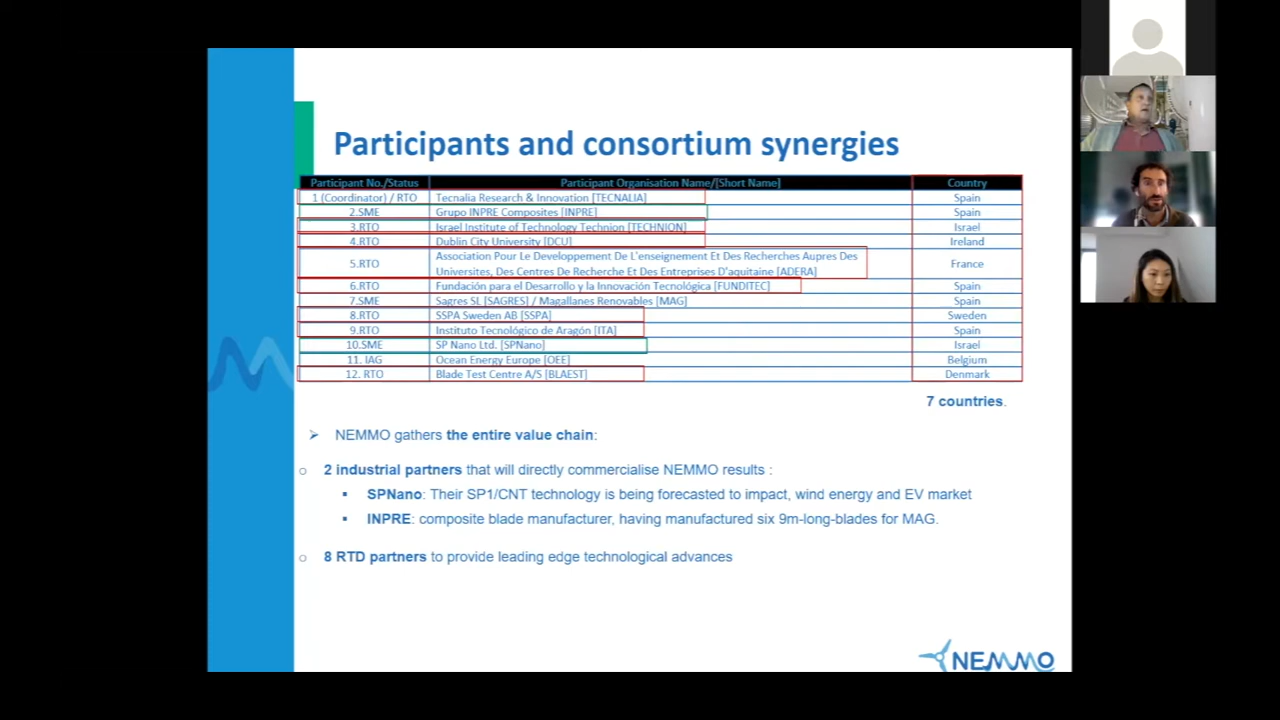 Participants and consortium synergies
Participant No./Status Participant Organisation Name/[Short Name] Country
1 (Coordinator) / RTO Tecnalia Research & Innovation [TECNALIA] Spain
2.SME Grupo INPRE Composites [INPRE] Spain
3.RTO Israel Institute of Technology Technion [TECHNION] Israel
4.RTO Dublin City University [DCU] Ireland
5.RTO Association Pour Le Developpement De L'enseignement Et Des Recherches Aupres Des
Universites, Des Centres De Recherche Et Des Entreprises D'aquitaine [ADERA] France
6.RTO Fundación para el Desarrollo y la Innovación Tecnológica [FUNDITEC] Spain
7.SME Sagres SL [SAGRES] / Magallanes Renovables [MAG] Spain
8.RTO SSPA Sweden AB [SSPA] Sweden
9.RTO Instituto Tecnológico de Aragón [ITA] Spain
10.SME SP Nano Ltd. [SPNano] Israel
11. IAG Ocean Energy Europe [OEE] Belgium
12. RTO Blade Test Centre A/S [BLAEST] Denmark
7 countries.
NEMMO gathers the entire value chain:
2 industrial partners that will directly commercialise NEMMO results :
SPNano: Their SP1/CNT technology is being forecasted to impact, wind energy and EV market
INPRE: composite blade manufacturer, having manufactured six 9m-long-blades for MAG.
8 RTD partners to provide leading edge technological advances
NEMMO